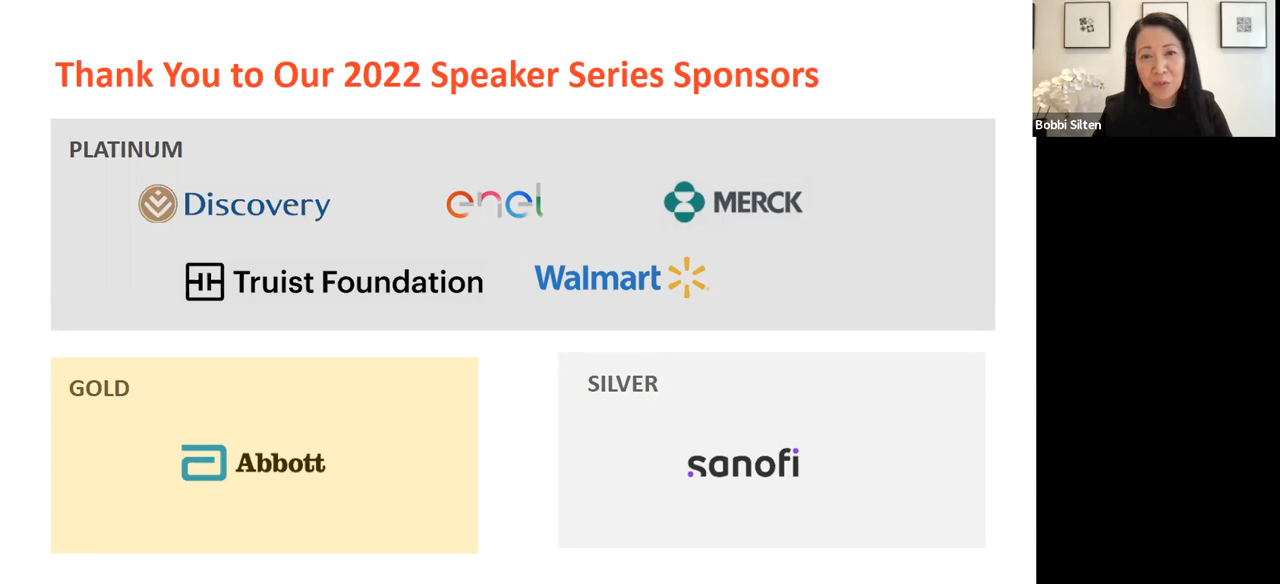 Thank You to Our 2022 Speaker Series Sponsors
Bobbi Silten
PLATINUM
Discovery
enel
MERCK
Truist Foundation
Walmart
GOLD
Abbott
SILVER
sanofi